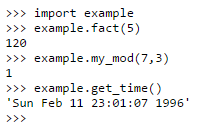 >>> import example
>>> example.fact(5)
120
>>> example.my_mod(7,3)
1
>>> example.get_time()
'Sun Feb 11 23:01:07 1996'
>>>